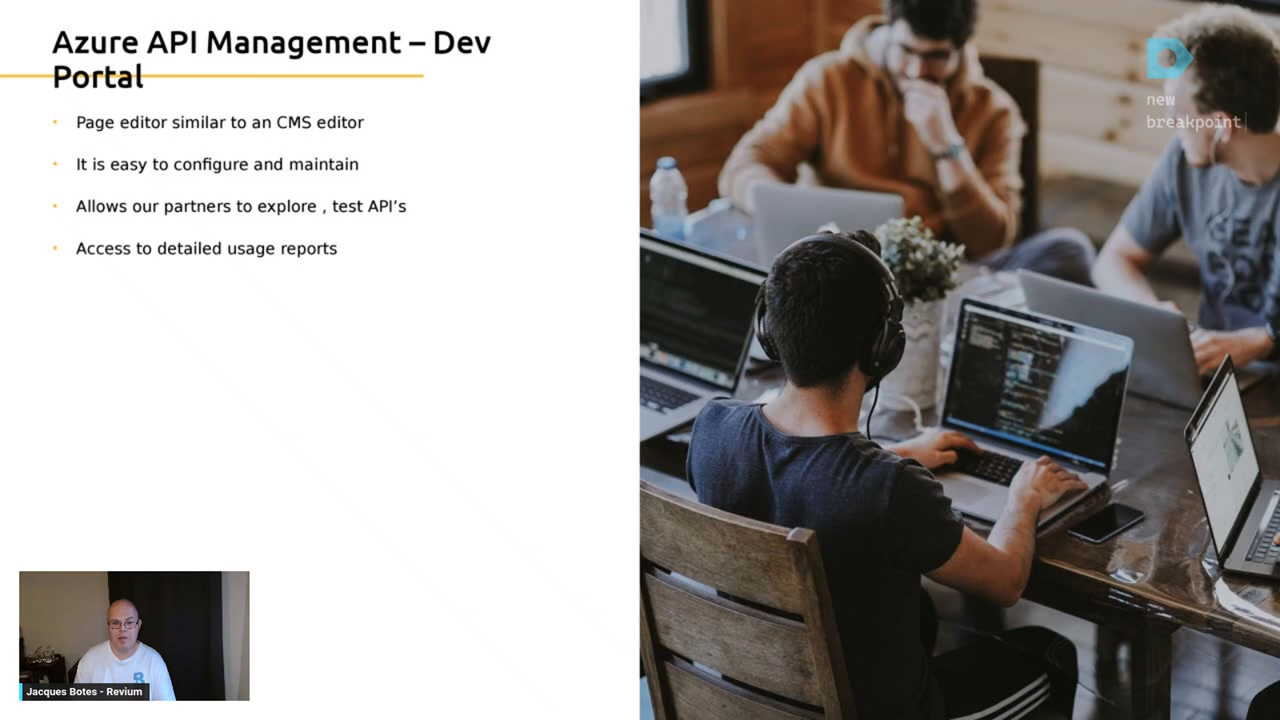 Azure API Management – Dev
Portal
Page editor similar to an CMS editor
It is easy to configure and maintain
Allows our partners to explore , test API’s
Access to detailed usage reports
new
breakpoint
Jacques Botes - Revium